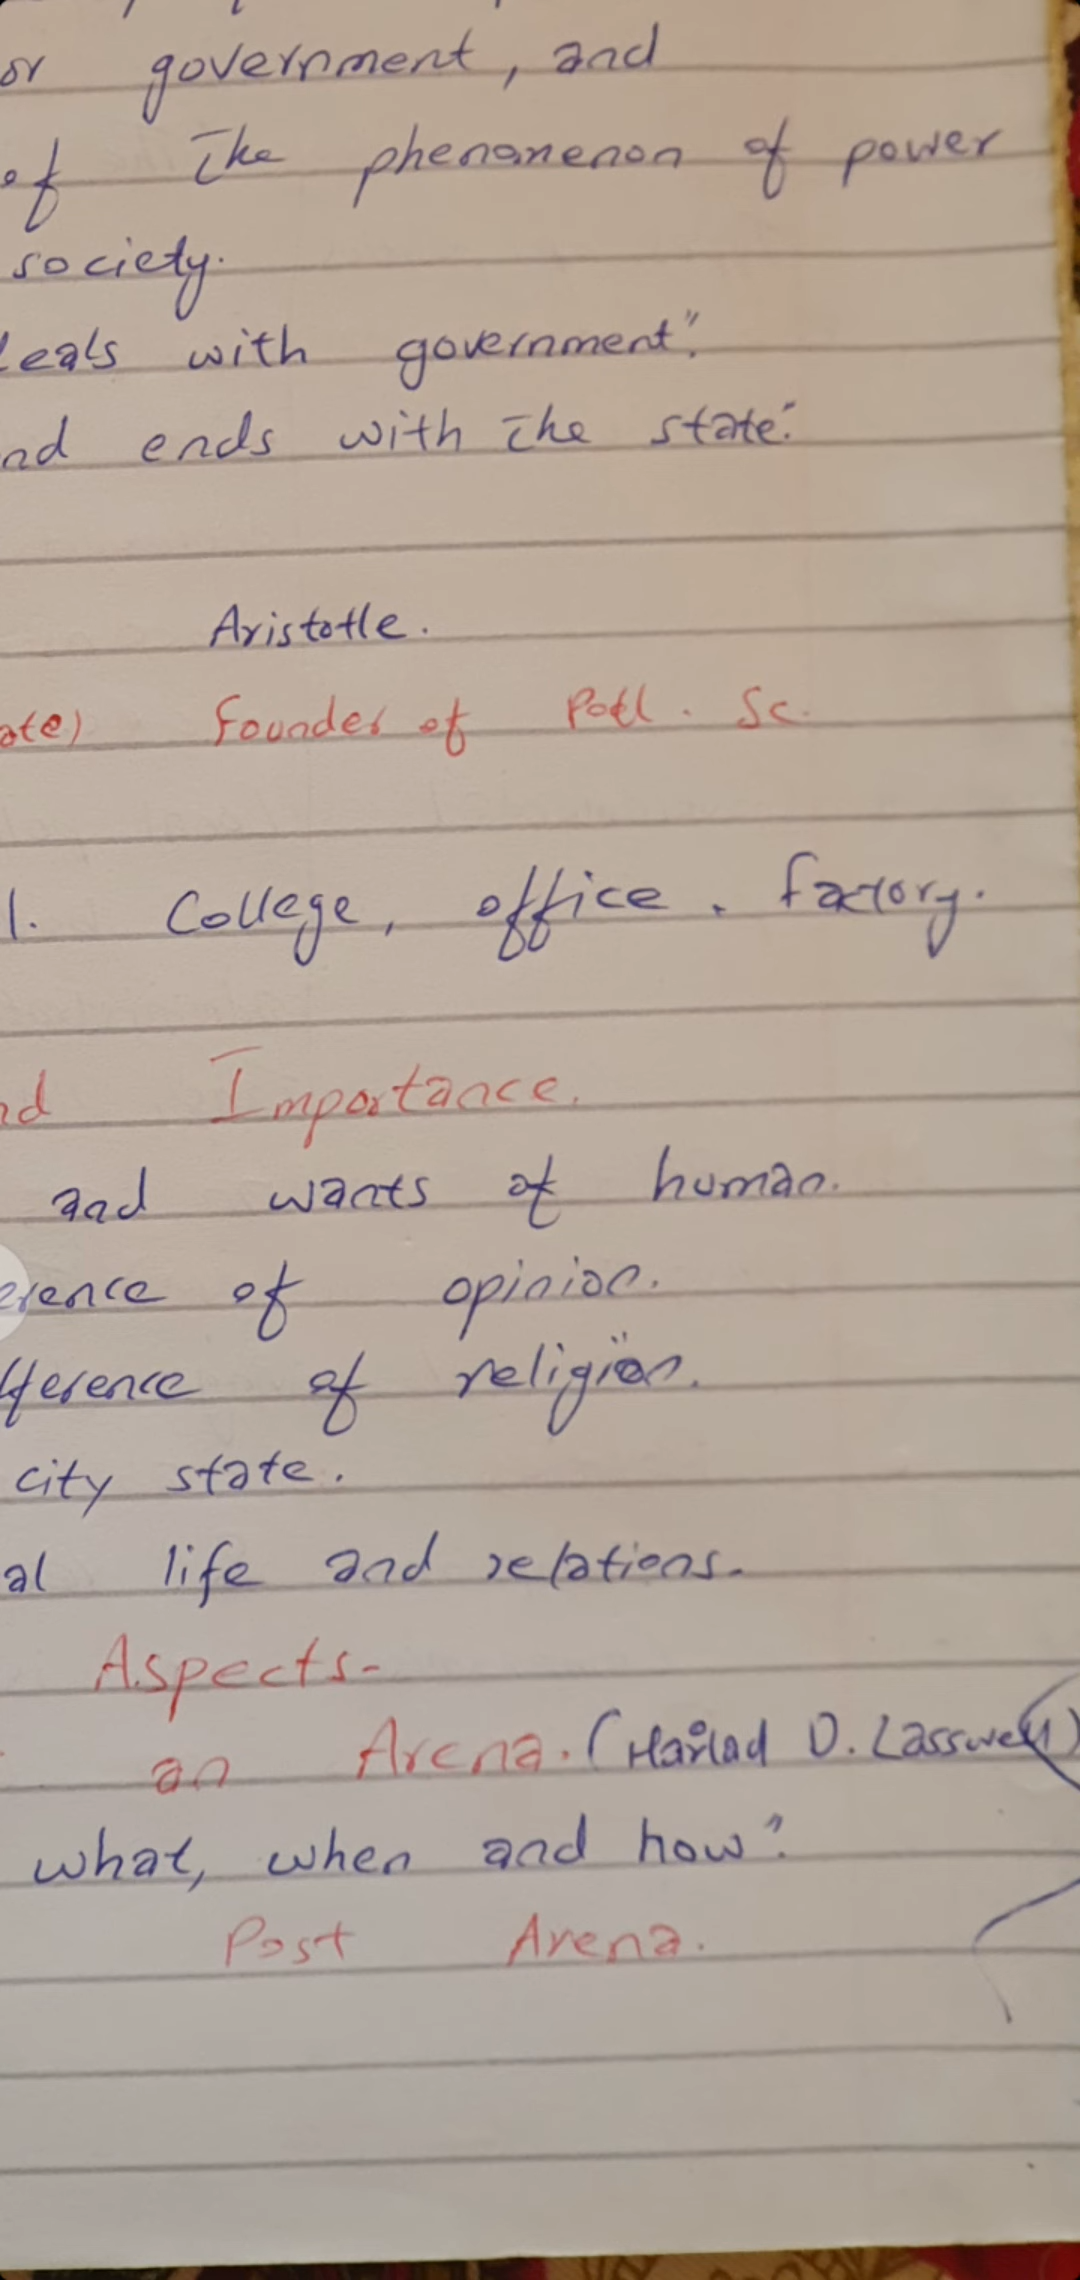 or government, and
of The phenomenon of power
society.
deals with government".
nd ends with The state".
Aristotle.
ate) Founder of Potl. Sc.
1. College, office, factory.
nd Importance.
and wants of human.
erence of opinion.
fference of religion.
city state.
al life and relations.
Aspects-
an Arena. (Harlad D. Lasswell)
what, when and how"
Post Arena.